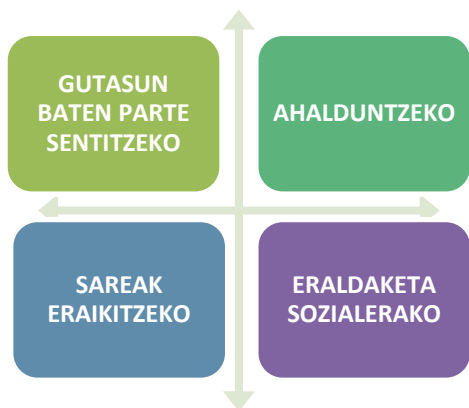 GUTASUN
BATEN PARTE
SENTITZEKO
AHALDUNTZEKO
SAREAK
ERAIKITZEKO
ERALDAKETA
SOZIALERAKO